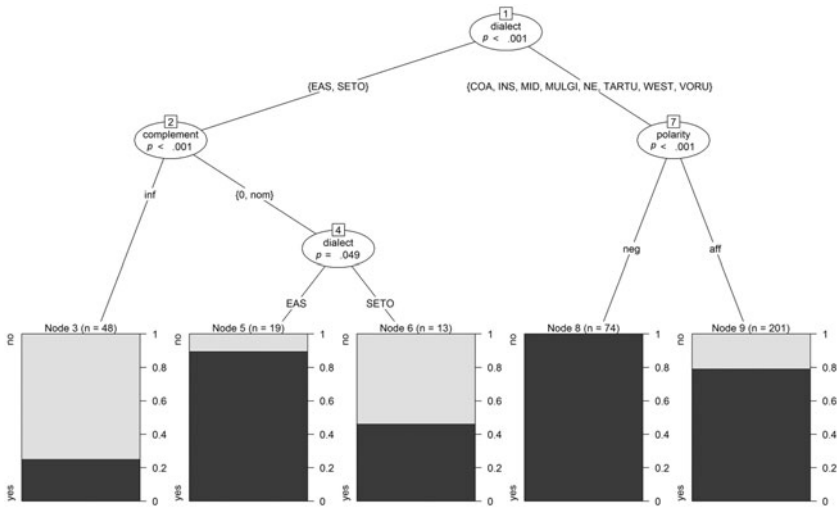 1
dialect
p < .001
{EAS, SETO}
{COA, INS, MID, MULGI, NE, TARTU, WEST, VORU}
2
complement
p < .001
7
polarity
p < .001
inf
{0, nom}
4
dialect
p = .049
neg
aff
EAS
SETO
Node 3 (n = 48)
no
yes
1
0.8
0.6
0.4
0.2
0
Node 5 (n = 19)
no
yes
1
0.8
0.6
0.4
0.2
0
Node 6 (n = 13)
no
yes
1
0.8
0.6
0.4
0.2
0
Node 8 (n = 74)
no
yes
1
0.8
0.6
0.4
0.2
0
Node 9 (n = 201)
no
yes
1
0.8
0.6
0.4
0.2
0